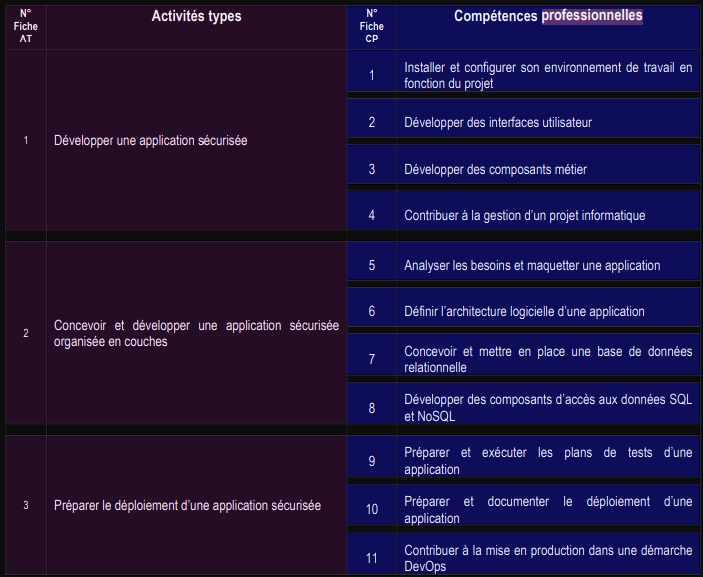 N° Fiche AT
Activités types
N° Fiche CP
Compétences professionnelles
1
Développer une application sécurisée
1
Installer et configurer son environnement de travail en
fonction du projet
2
Développer des interfaces utilisateur
3
Développer des composants métier
4
Contribuer à la gestion d’un projet informatique
2
Concevoir et développer une application sécurisée
organisée en couches
5
Analyser les besoins et maquetter une application
6
Définir l’architecture logicielle d’une application
7
Concevoir et mettre en place une base de données
relationnelle
8
Développer des composants d’accès aux données SQL
et NoSQL
3
Préparer le déploiement d’une application sécurisée
9
Préparer et exécuter les plans de tests d’une
application
10
Préparer et documenter le déploiement d’une
application
11
Contribuer à la mise en production dans une démarche
DevOps